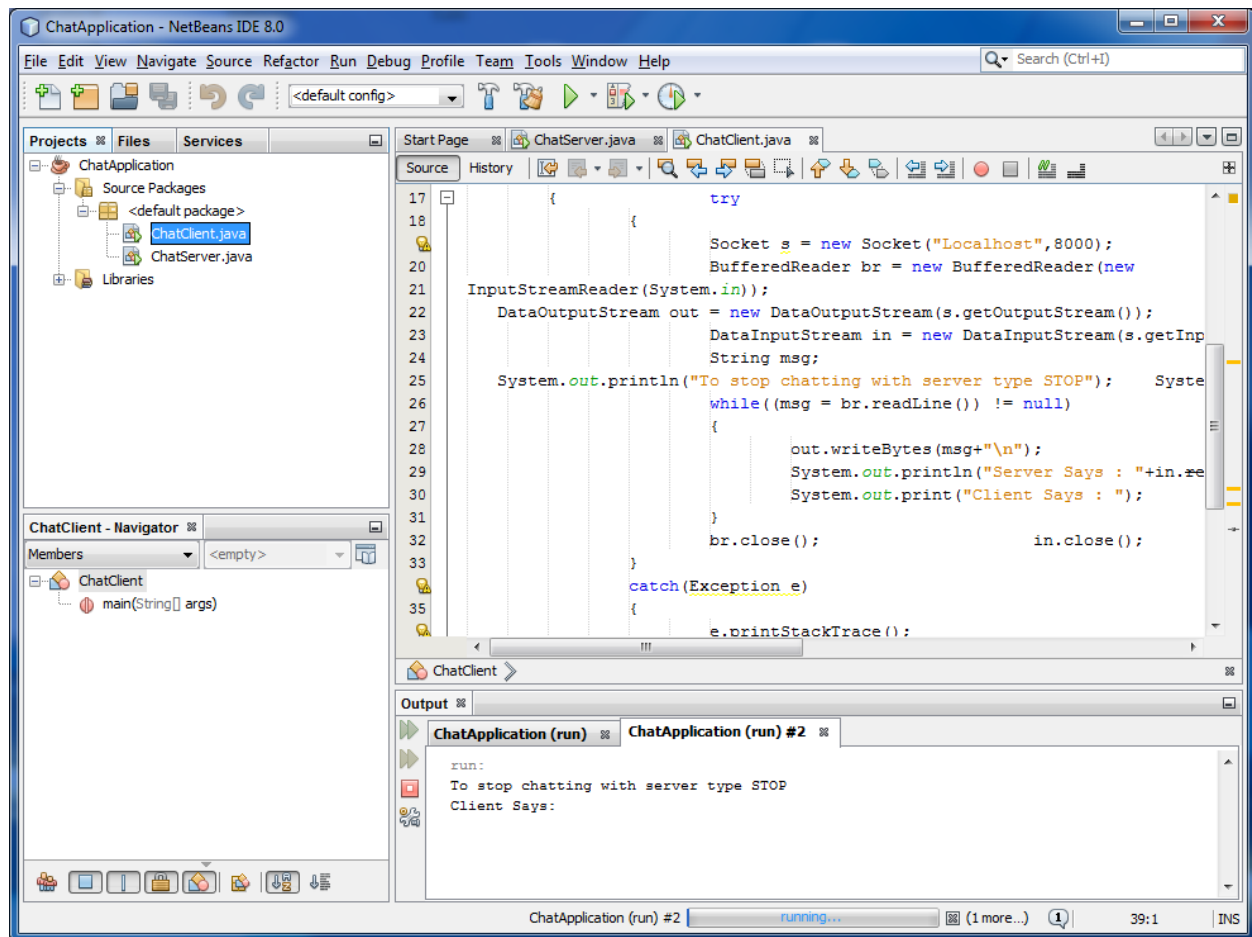 ChatApplication - NetBeans IDE 8.0
File Edit View Navigate Source Refactor Run Debug Profile Team Tools Window Help
Search (Ctrl+I)
<default config>
Projects Files Services
ChatApplication
Source Packages
<default package>
ChatClient.java
ChatServer.java
Libraries
ChatClient - Navigator
Members <empty>
ChatClient
main(String[] args)
Start Page ChatServer.java ChatClient.java
Source History
17 { try
18 {
Socket s = new Socket("Localhost",8000);
20 BufferedReader br = new BufferedReader(new
21 InputStreamReader(System.in));
22 DataOutputStream out = new DataOutputStream(s.getOutputStream());
23 DataInputStream in = new DataInputStream(s.getInp
24 String msg;
25 System.out.println("To stop chatting with server type STOP"); Syste
26 while((msg = br.readLine()) != null)
27 {
28 out.writeBytes(msg+"\n");
29 System.out.println("Server Says : "+in.re
30 System.out.print("Client Says : ");
31 }
32 br.close(); in.close();
33 }
catch(Exception e)
35 {
e.printStackTrace();
ChatClient
Output
ChatApplication (run) ChatApplication (run) #2
run:
To stop chatting with server type STOP
Client Says:
ChatApplication (run) #2 running... (1 more...) 1 39:1 INS